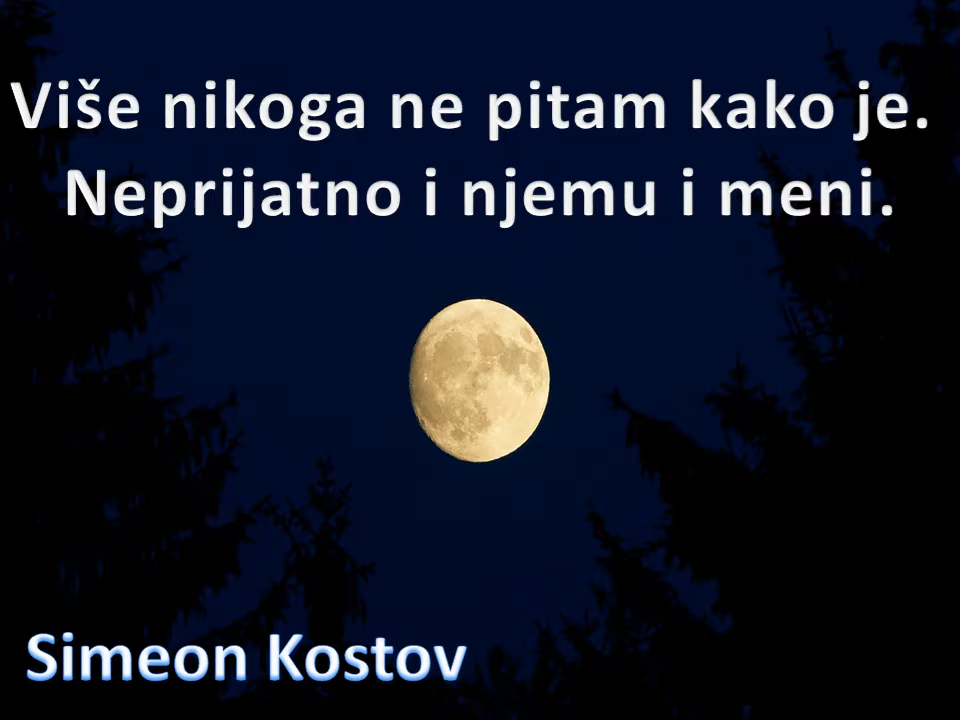 Više nikoga ne pitam kako je.
Neprijatno i njemu i meni.
Simeon Kostov